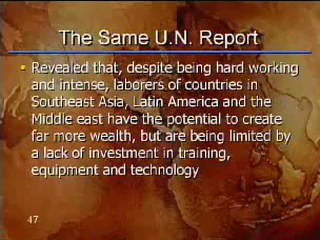 The Same U.N. Report
▪ Revealed that, despite being hard working
and intense, laborers of countries in
Southeast Asia, Latin America and the
Middle east have the potential to create
far more wealth, but are being limited by
a lack of investment in training,
equipment and technology
47